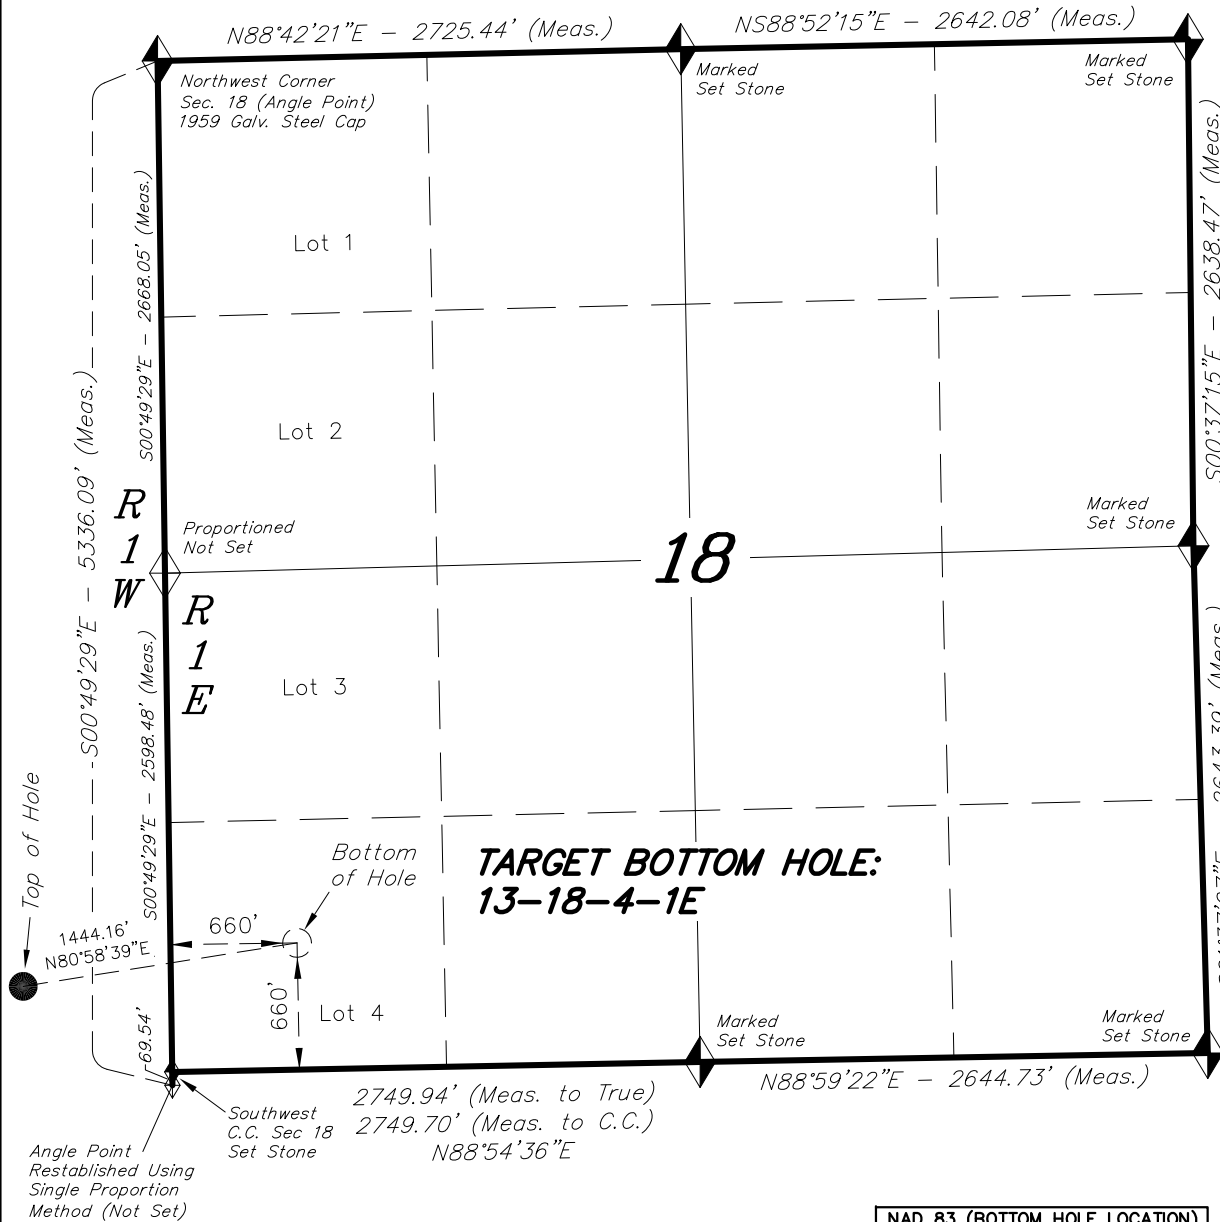 N88°42'21"E - 2725.44' (Meas.)
NS88°52'15"E - 2642.08' (Meas.)
Northwest Corner
Sec. 18 (Angle Point)
1959 Galv. Steel Cap
Marked
Set Stone
Marked
Set Stone
S00°49'29"E - 2668.05' (Meas.)
S00°37'15"E - 2638.47' (Meas.)
Lot 1
Lot 2
S00°49'29"E - 5336.09' (Meas.)
R
1
W
Proportioned
Not Set
18
Marked
Set Stone
R
1
E
Lot 3
S00°49'29"E - 2598.48' (Meas.)
2643.39' (Meas.)
Top of Hole
Bottom
of Hole
TARGET BOTTOM HOLE:
13-18-4-1E
1444.16'
N80°58'39"E
660'
660'
Lot 4
69.54'
Marked
Set Stone
Marked
Set Stone
2749.94' (Meas. to True)
2749.70' (Meas. to C.C.)
N88°54'36"E
N88°59'22"E - 2644.73' (Meas.)
Southwest
C.C. Sec 18
Set Stone
Angle Point
Restablished Using
Single Proportion
Method (Not Set)
NAD 83 (BOTTOM HOLE LOCATION)